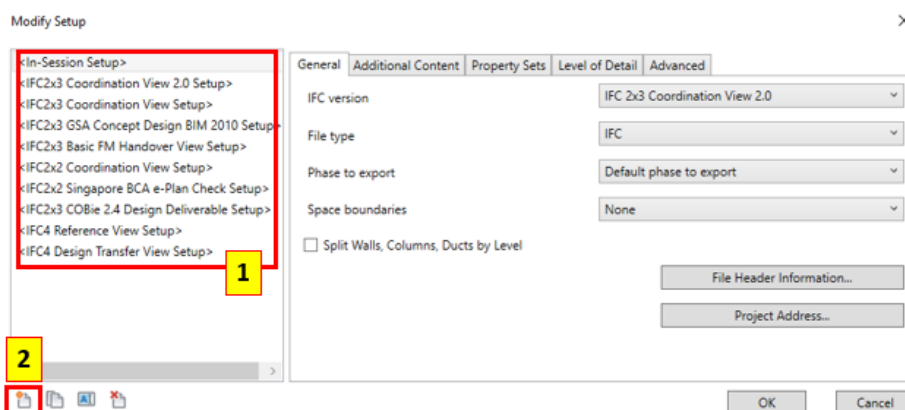 Modify Setup
<In-Session Setup>
<IFC2x3 Coordination View 2.0 Setup>
<IFC2x3 Coordination View Setup>
<IFC2x3 GSA Concept Design BIM 2010 Setup>
<IFC2x3 Basic FM Handover View Setup>
<IFC2x2 Coordination View Setup>
<IFC2x2 Singapore BCA e-Plan Check Setup>
<IFC2x3 COBie 2.4 Design Deliverable Setup>
<IFC4 Reference View Setup>
<IFC4 Design Transfer View Setup>
1
2
General Additional Content Property Sets Level of Detail Advanced
IFC version IFC 2x3 Coordination View 2.0
File type IFC
Phase to export Default phase to export
Space boundaries None
Split Walls, Columns, Ducts by Level
File Header Information...
Project Address...
OK Cancel